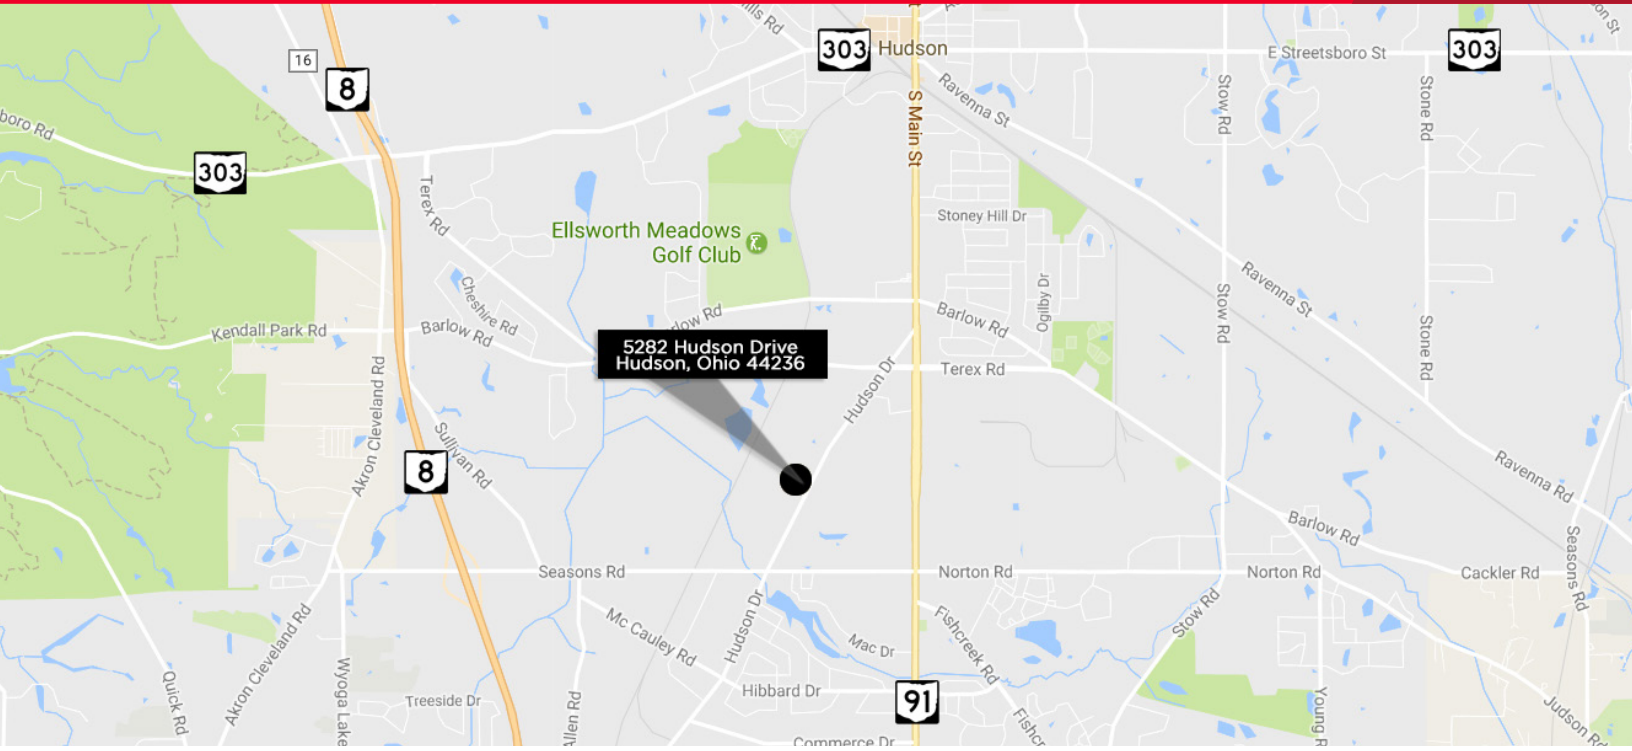 303
Hudson
E Streetsboro St
303
16
8
Ravenna St
S Main St
Stow Rd
Stone Rd
303
Terex Rd
Stoney Hill Dr
Ellsworth Meadows
Golf Club
Ravenna St
Cheshire Rd
Ogilby Dr
Stow Rd
Kendall Park Rd
Barlow Rd
Barlow Rd
Stone Rd
5282 Hudson Drive
Hudson, Ohio 44236
Terex Rd
Hudson Dr
Akron Cleveland Rd
Sullivan Rd
8
Ravenna Rd
Barlow Rd
Seasons Rd
Seasons Rd
Norton Rd
Norton Rd
Cackler Rd
Mc Cauley Rd
Hudson Dr
Mac Dr
Fishcreek Rd
Stow Rd
Akron Cleveland Rd
Quick Rd
Wyoga Lake
Treeside Dr
Allen Rd
Hibbard Dr
91
Fishcr
Young R
Judson Rd
Commerce Dr